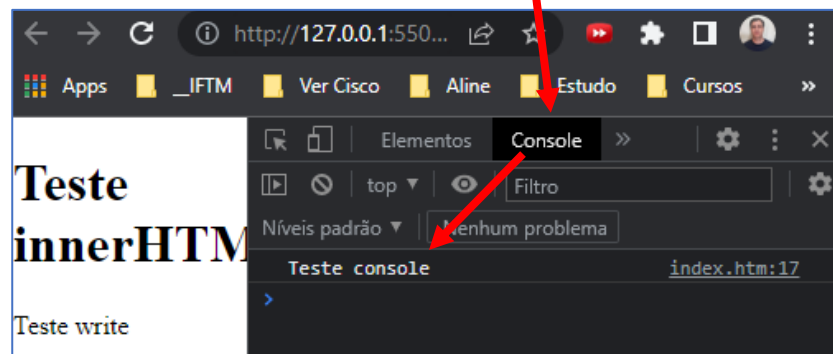 http://127.0.0.1:550...
Apps __IFTM Ver Cisco Aline Estudo Cursos »
Elementos Console »
top ▼ Filtro
Níveis padrão ▼ Nenhum problema
Teste console index.htm:17
>
Teste
innerHTM
Teste write